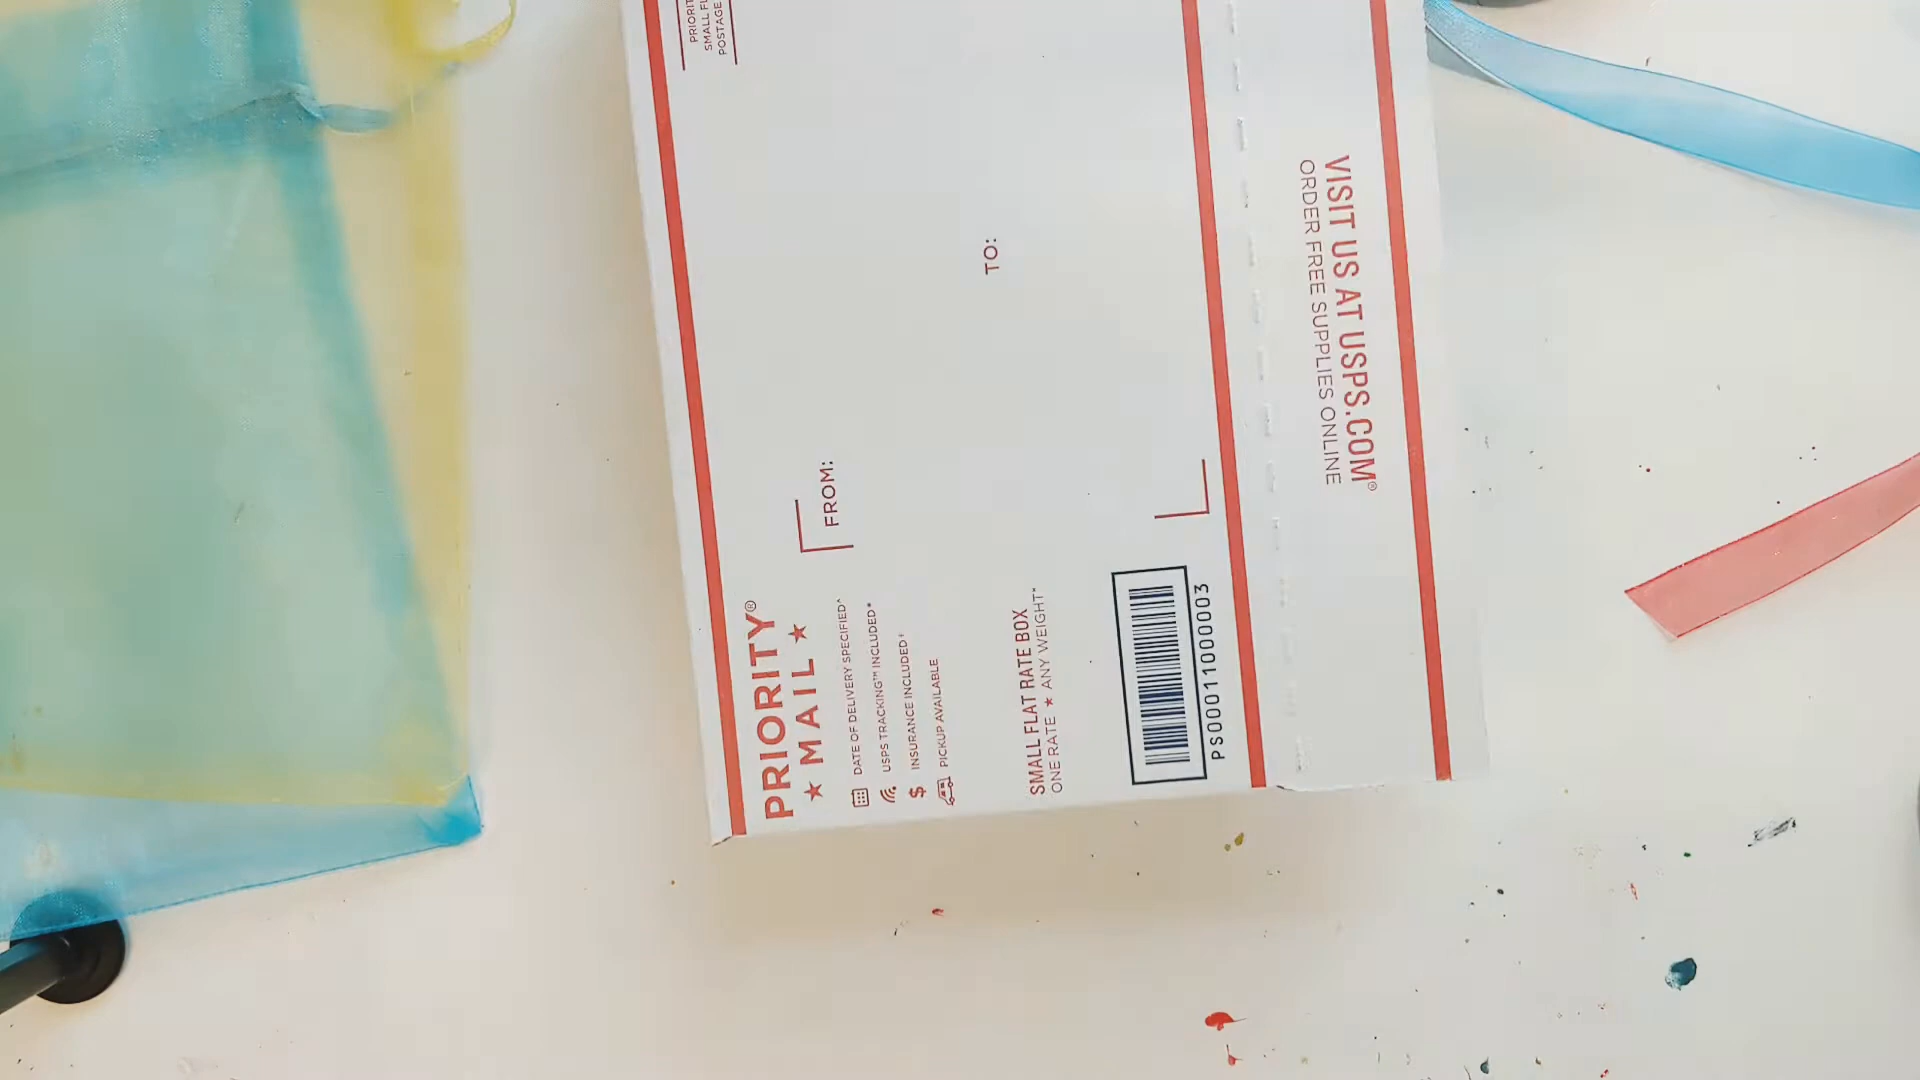 PRIORITY®
★ MAIL ★
DATE OF DELIVERY SPECIFIED^
USPS TRACKING™ INCLUDED*
$ INSURANCE INCLUDED+
PICKUP AVAILABLE
SMALL FLAT RATE BOX
ONE RATE ★ ANY WEIGHT*
PS00011000003
FROM:
TO:
POSTAGE
VISIT US AT USPS.COM®
ORDER FREE SUPPLIES ONLINE